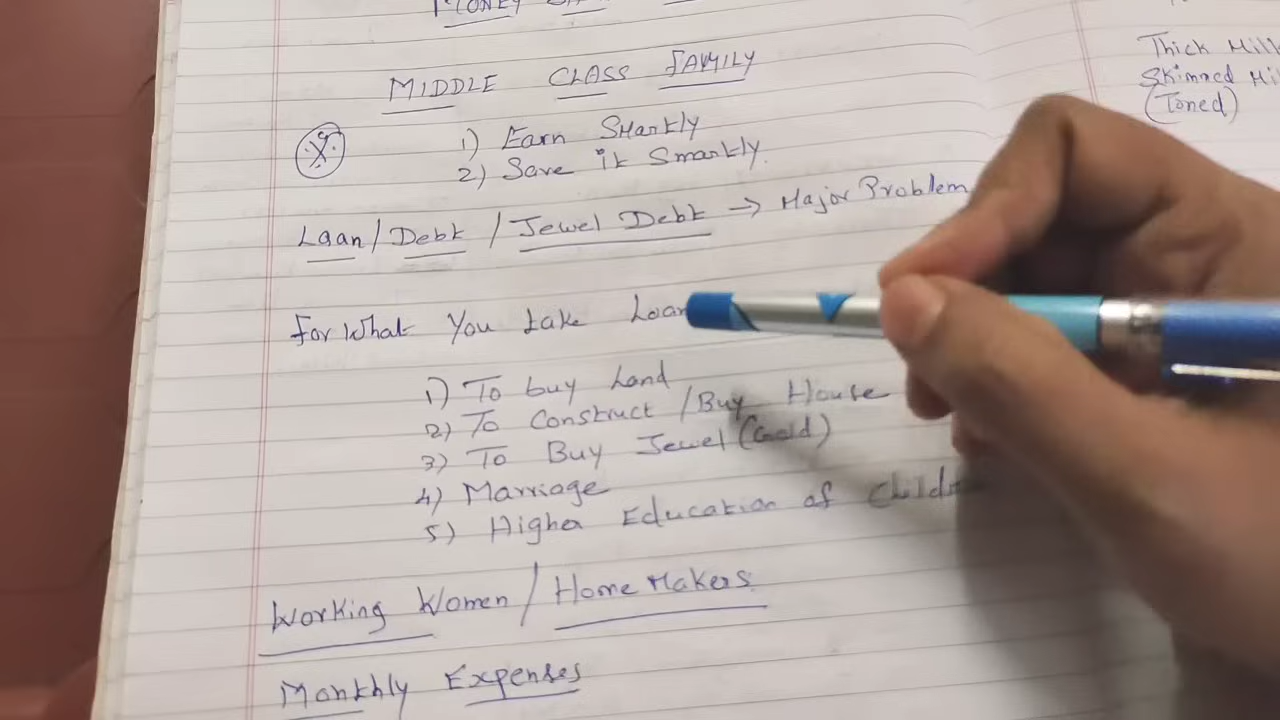 MONEY
MIDDLE CLASS FAMILY
1) Earn Smartly
2) Save it Smartly.
Loan / Debt / Jewel Debt → Major Problem
For What You take Loan
1) To buy Land
2) To Construct / Buy House
3) To Buy Jewel (Gold)
4) Marriage
5) Higher Education of
Working Women / Home Makers.
Monthly Expenses
Thick
Skimmed
(Toned)